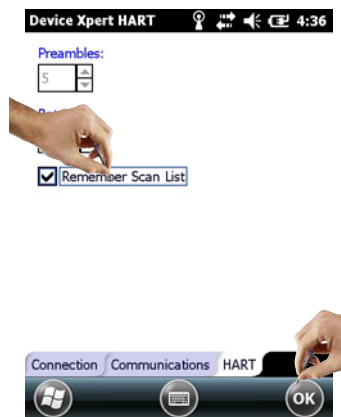 Device Xpert HART 4:36
Preambles:
5
Remember Scan List
Connection Communications HART
OK